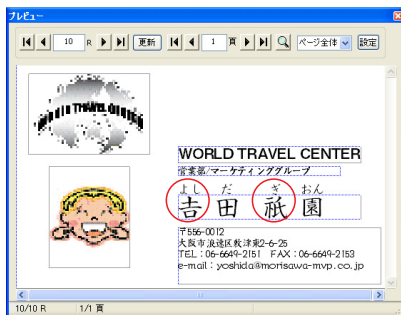 プレビュー
10 R 更新 1 頁 ページ全体 設定
WORLD TRAVEL CENTER
WORLD TRAVEL CENTER
営業部/マーケティンググループ
よし だ ぎ おん
𠮷田 祇園
〒556-0012
大阪市浪速区敷津東2-6-25
TEL：06-6649-2151 FAX：06-6649-2153
e-mail：yoshida@morisawa-mvp.co.jp
10/10 R 1/1 頁